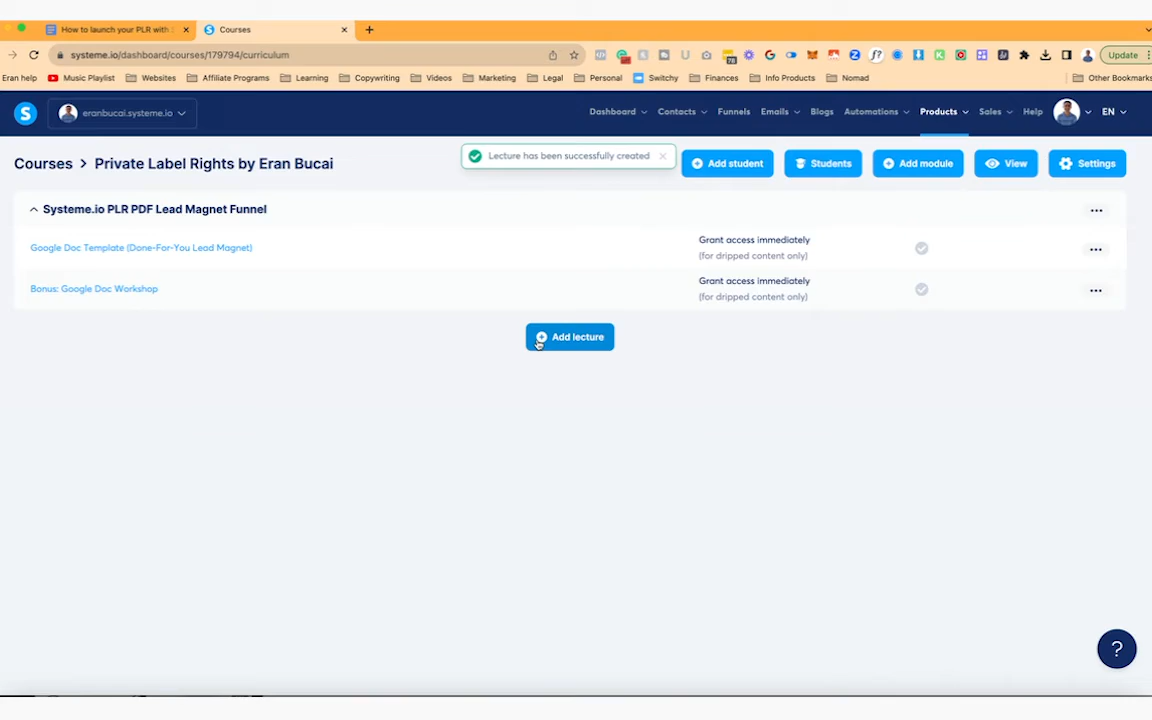 How to launch your PLR with
Courses
systeme.io/dashboard/courses/179794/curriculum
78
Update
Eran help
Music Playlist
Websites
Affiliate Programs
Learning
Copywriting
Videos
Marketing
Legal
Personal
Switchy
Finances
Info Products
Nomad
Other Bookmarks
S
eranbucai.systeme.io
Dashboard
Contacts
Funnels
Emails
Blogs
Automations
Products
Sales
Help
EN
Courses > Private Label Rights by Eran Bucai
Lecture has been successfully created
Add student
Students
Add module
View
Settings
Systeme.io PLR PDF Lead Magnet Funnel
Google Doc Template (Done-For-You Lead Magnet)
Grant access immediately
(for dripped content only)
Bonus: Google Doc Workshop
Grant access immediately
(for dripped content only)
Add lecture
?